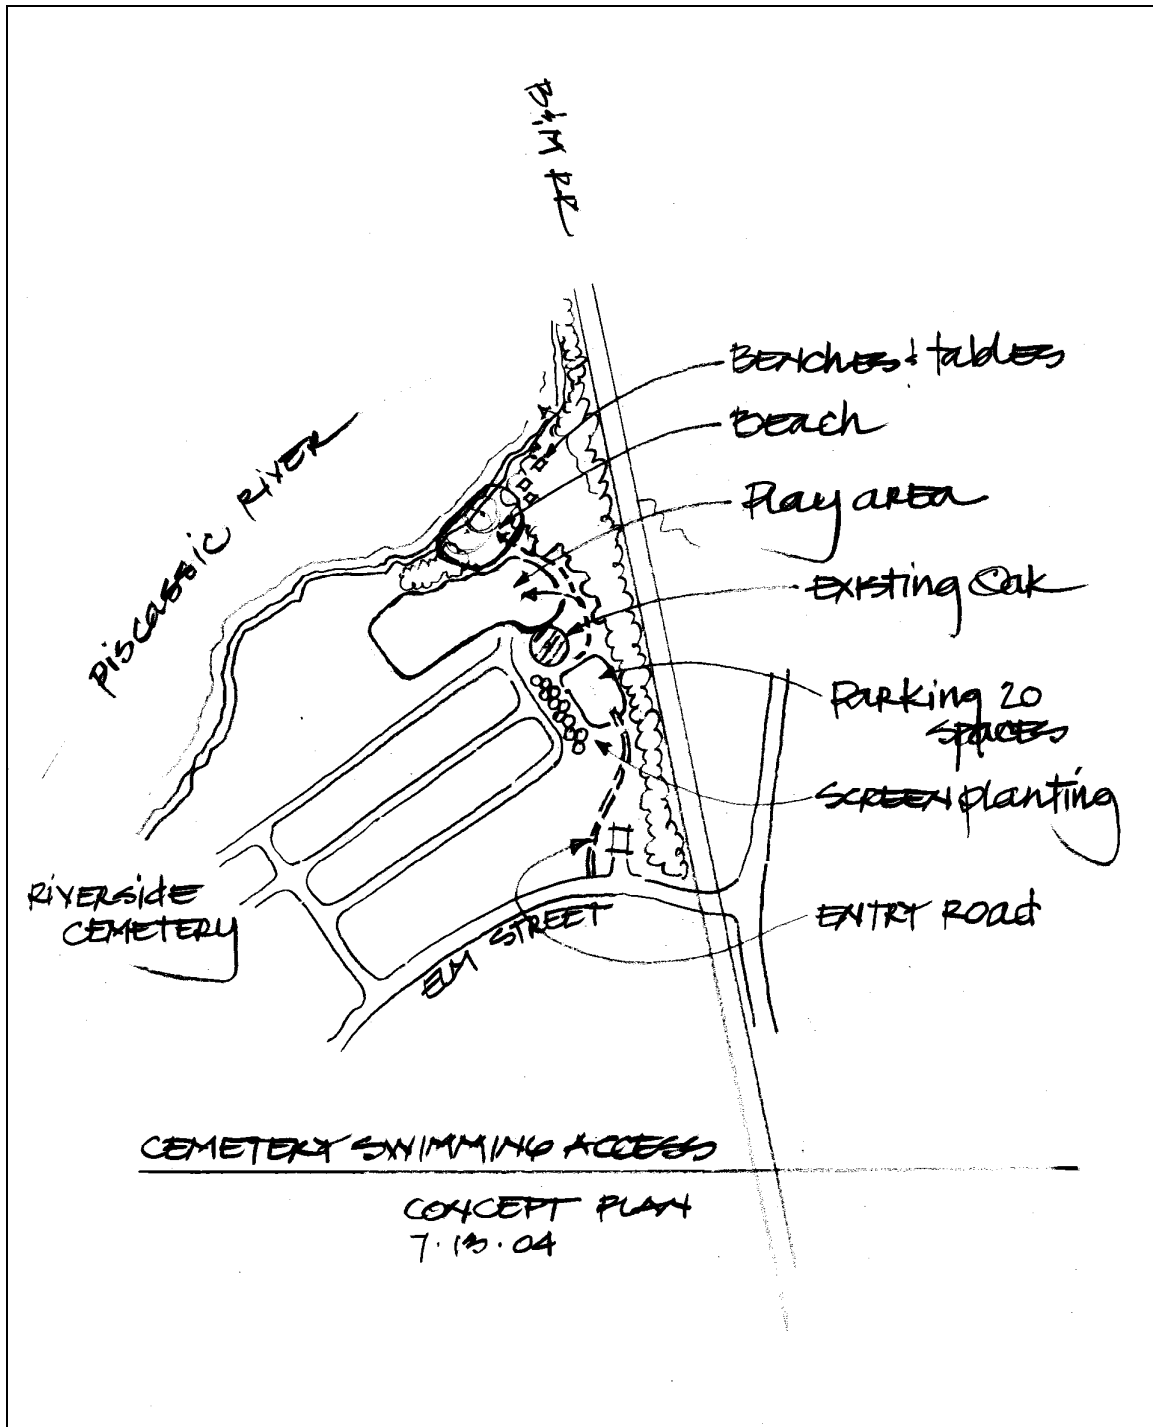 B&M RR
BENCHES & tables
BEACH
PISCASSIC RIVER
Play AREA
EXISTING OAK
PARKING 20
SPACES
SCREEN planting
RIVERSIDE
CEMETERY
ENTRY ROAD
ELM STREET
CEMETERY SWIMMING ACCESS
CONCEPT PLAN
7.13.04